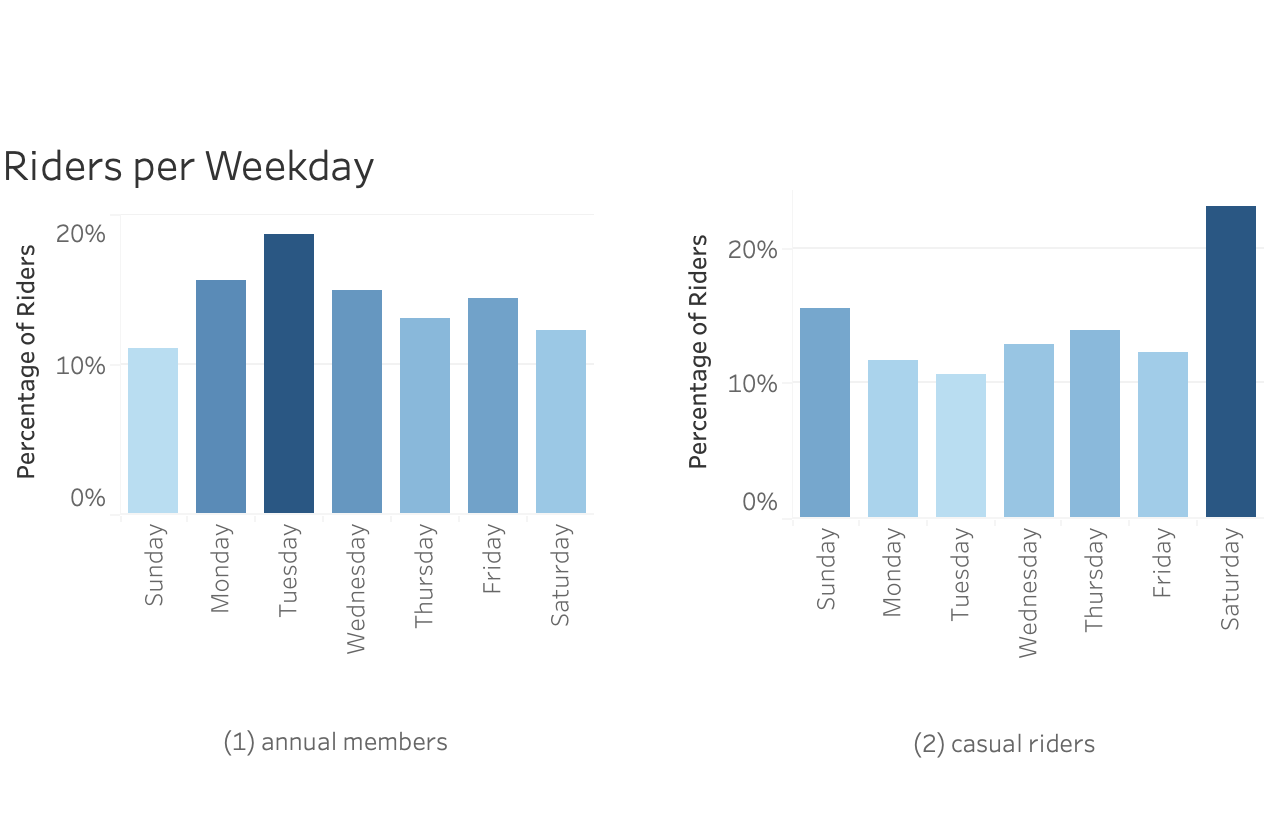 Riders per Weekday
Percentage of Riders
20%
10%
0%
Sunday
Monday
Tuesday
Wednesday
Thursday
Friday
Saturday
(1) annual members
Percentage of Riders
20%
10%
0%
Sunday
Monday
Tuesday
Wednesday
Thursday
Friday
Saturday
(2) casual riders